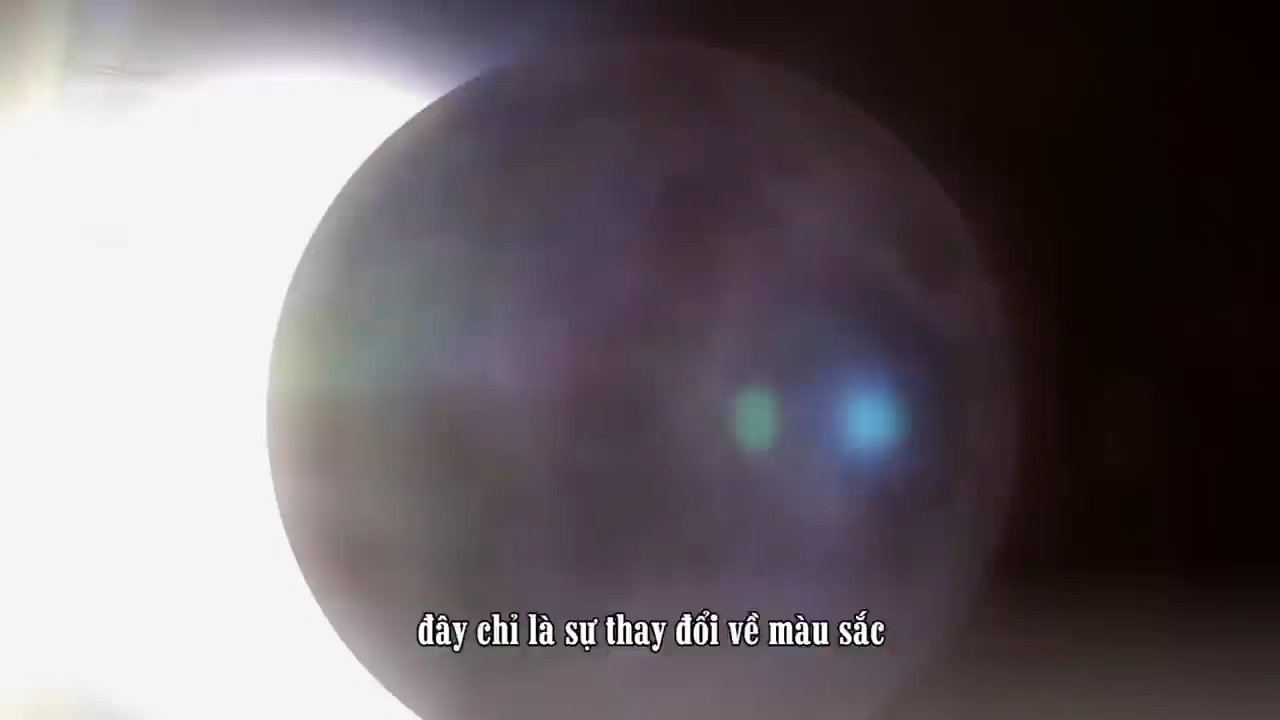 đây chỉ là sự thay đổi về màu sắc